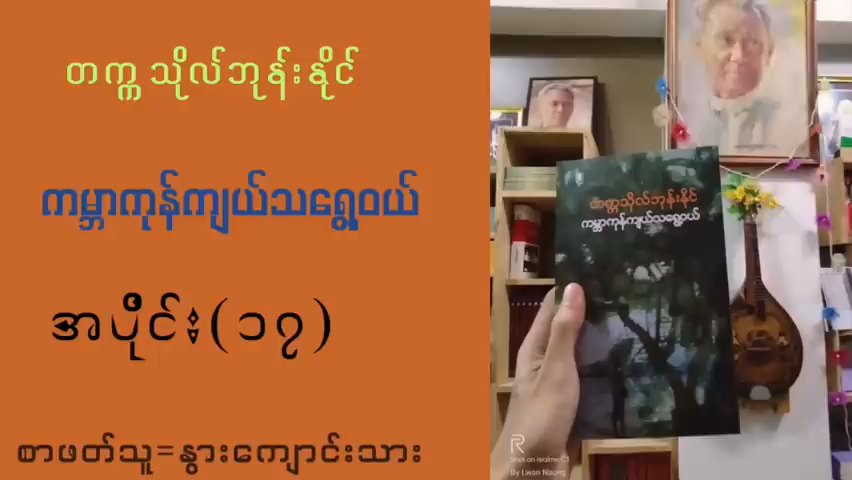 တက္က သိုလ်ဘုန်းနိုင်
ကမ္ဘာကုန်ကျယ်သရွေ့ဝယ်
အပိုင်း(၁၇)
စာဖတ်သူ=နွားကျောင်းသား
တက္ကသိုလ်ဘုန်းနိုင်
ကမ္ဘာကုန်ကျယ်သရွေ့ဝယ်
R
Shot on realme C3
By Lwan Naung